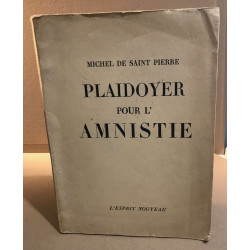 MICHEL DE SAINT PIERRE
PLAIDOYER
POUR L'
AMNISTIE
L'ESPRIT NOUVEAU